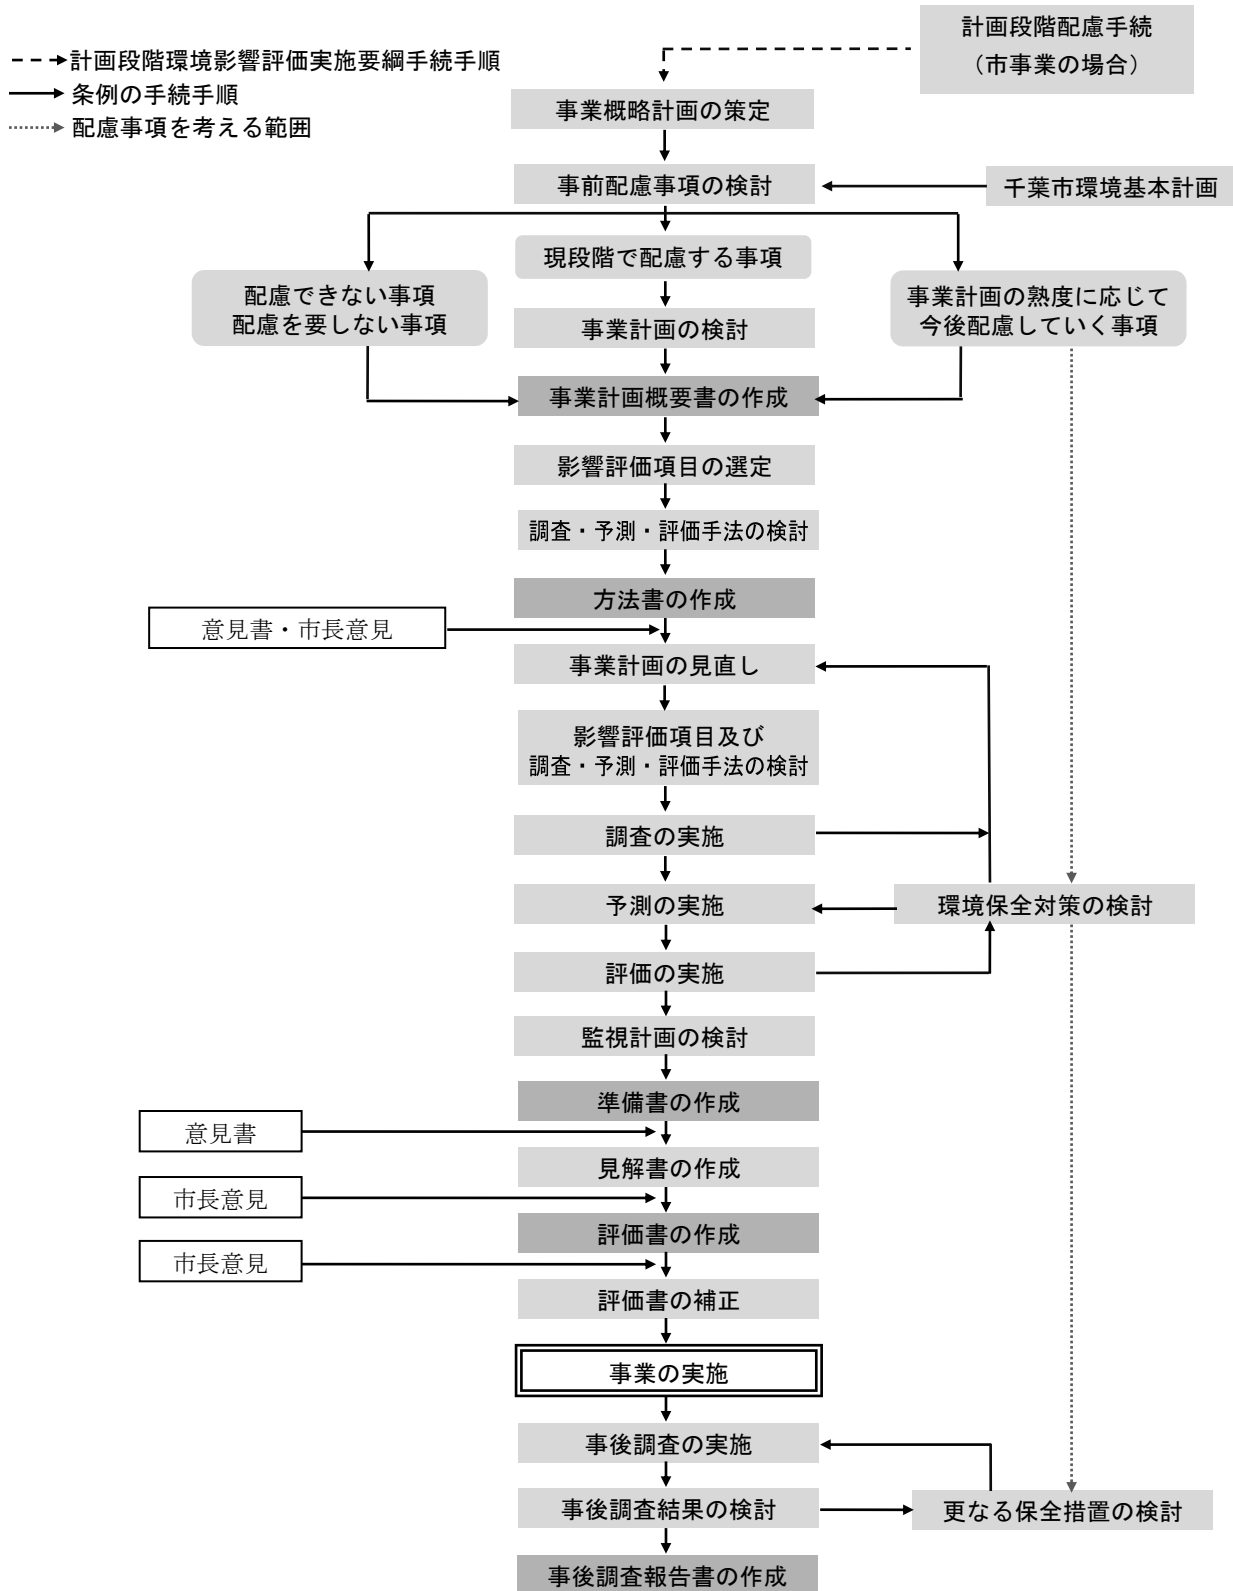 計画段階配慮手続
（市事業の場合）
計画段階環境影響評価実施要綱手続手順
条例の手続手順
配慮事項を考える範囲
事業概略計画の策定
事前配慮事項の検討
千葉市環境基本計画
現段階で配慮する事項
配慮できない事項
配慮を要しない事項
事業計画の熟度に応じて
今後配慮していく事項
事業計画の検討
事業計画概要書の作成
影響評価項目の選定
調査・予測・評価手法の検討
方法書の作成
意見書・市長意見
事業計画の見直し
影響評価項目及び
調査・予測・評価手法の検討
調査の実施
予測の実施
環境保全対策の検討
評価の実施
監視計画の検討
準備書の作成
意見書
見解書の作成
市長意見
評価書の作成
市長意見
評価書の補正
事業の実施
事後調査の実施
事後調査結果の検討
更なる保全措置の検討
事後調査報告書の作成